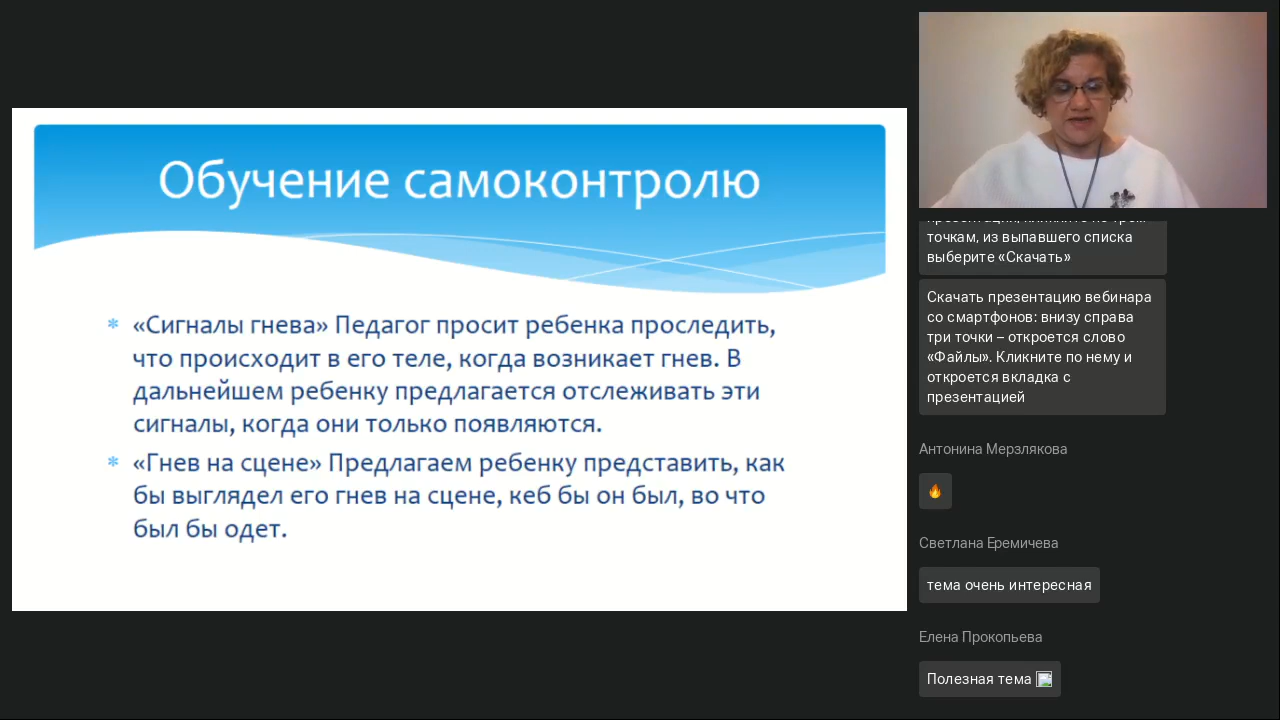 Обучение самоконтролю
«Сигналы гнева» Педагог просит ребенка проследить,
что происходит в его теле, когда возникает гнев. В
дальнейшем ребенку предлагается отслеживать эти
сигналы, когда они только появляются.
«Гнев на сцене» Предлагаем ребенку представить, как
бы выглядел его гнев на сцене, кеб бы он был, во что
был бы одет.
точкам, из выпавшего списка
выберите «Скачать»
Скачать презентацию вебинара
со смартфонов: внизу справа
три точки – откроется слово
«Файлы». Кликните по нему и
откроется вкладка с
презентацией
Антонина Мерзлякова
Светлана Еремичева
тема очень интересная
Елена Прокопьева
Полезная тема